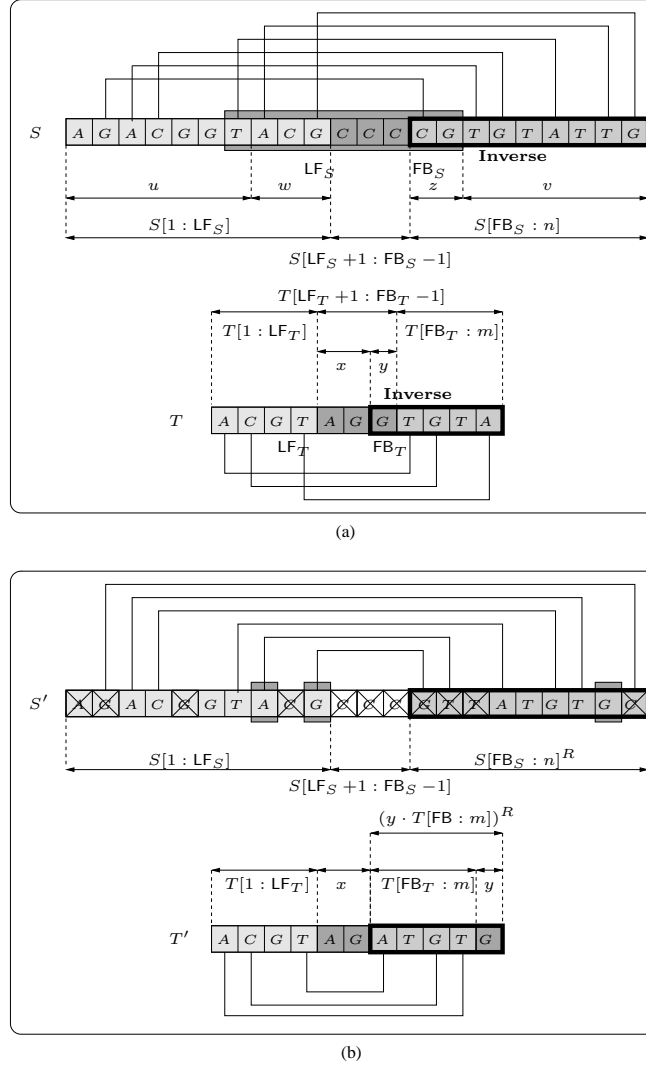 S A G A C G G T A C G C C C C G T G T A T T G
Inverse
LF_S FB_S
u w z v
S[1 : LF_S] S[FB_S : n]
S[LF_S +1 : FB_S −1]
T[LF_T +1 : FB_T −1]
T[1 : LF_T] T[FB_T : m]
x y
Inverse
T A C G T A G G T G T A
LF_T FB_T
(a)
S′ A G A C G G T A C G C C C G T T A T G T G C
S[1 : LF_S] S[FB_S : n]^R
S[LF_S +1 : FB_S −1]
(y · T[FB : m])^R
T[1 : LF_T] x T[FB_T : m] y
T′ A C G T A G A T G T G
(b)